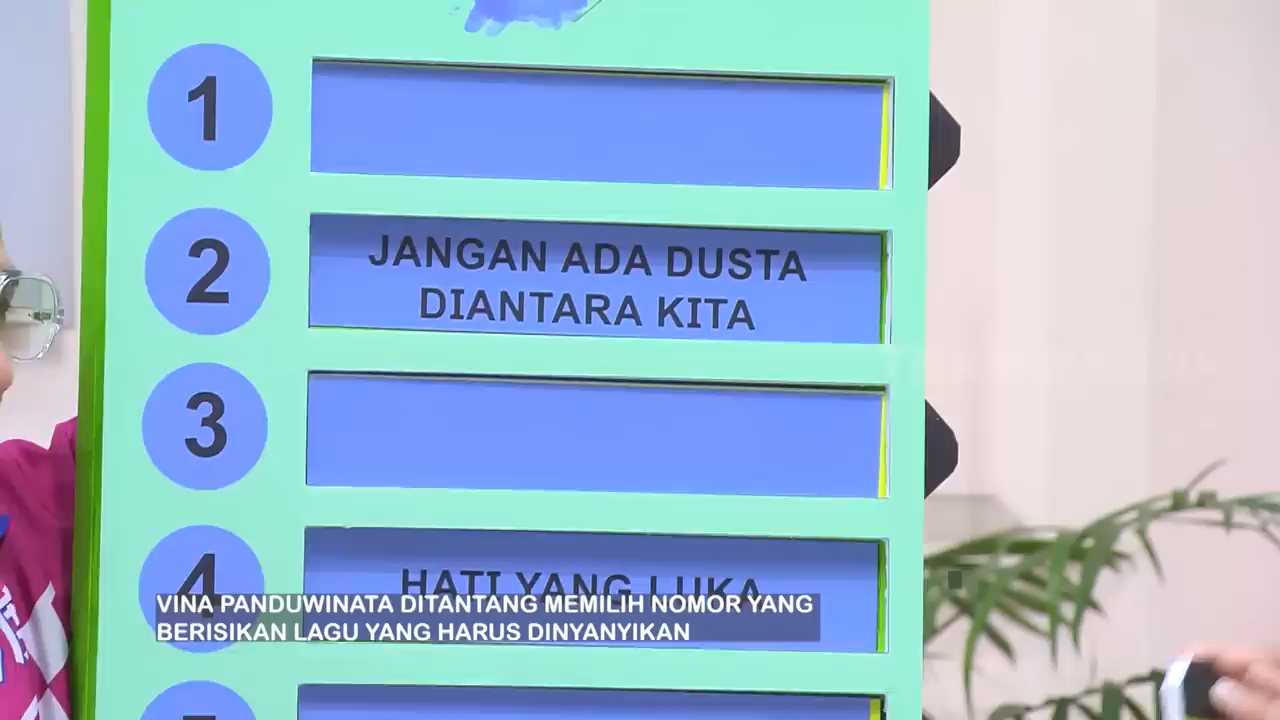 1
2
JANGAN ADA DUSTA
DIANTARA KITA
3
4
HATI YANG LUKA
VINA PANDUWINATA DITANTANG MEMILIH NOMOR YANG
BERISIKAN LAGU YANG HARUS DINYANYIKAN